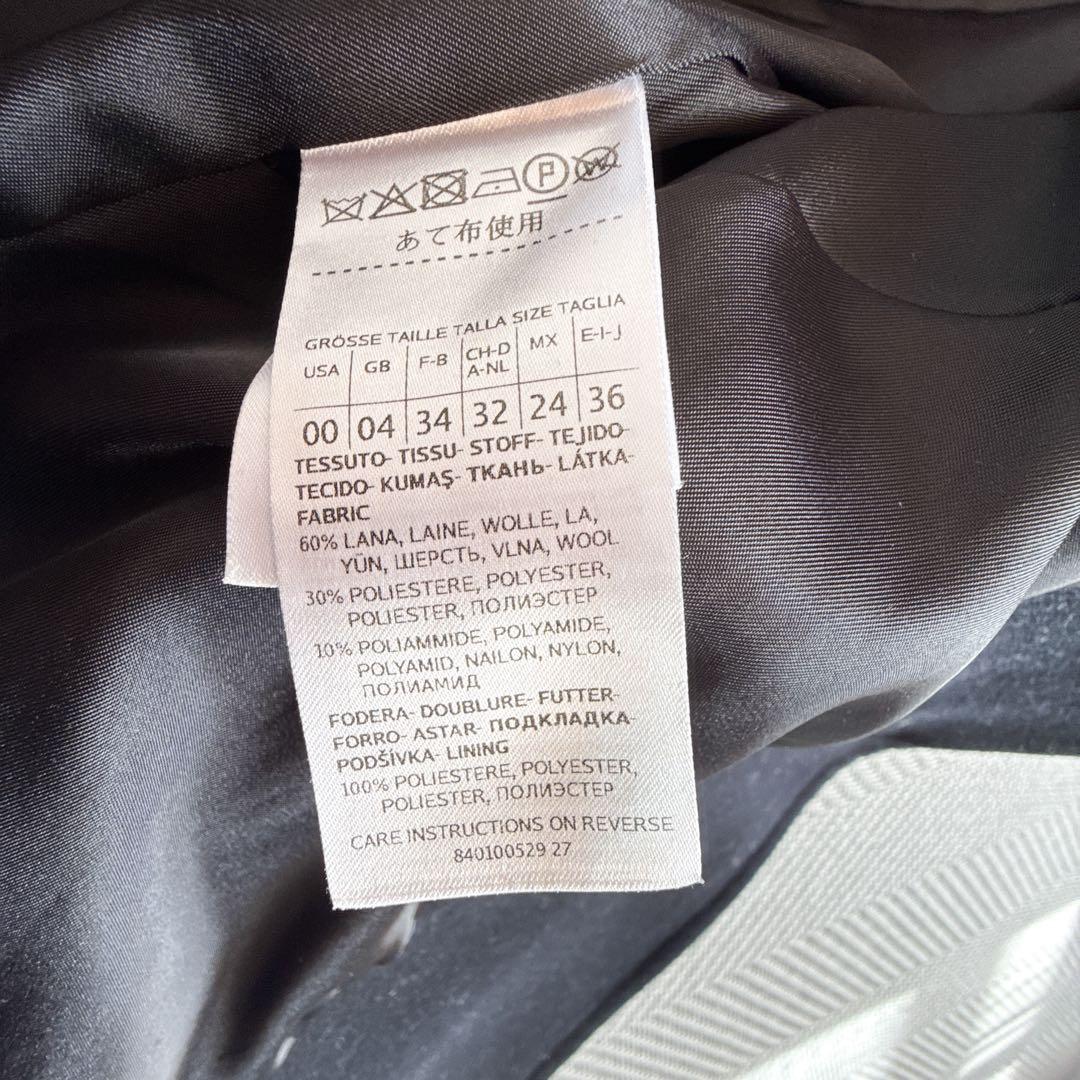 P W
あて布使用
GRÖSSE TAILLE TALLA SIZE TAGLIA
USA GB F-B CH-D A-NL MX E-I-J
00 04 34 32 24 36
TESSUTO- TISSU- STOFF- TEJIDO-
TECIDO- KUMAŞ- ТКАНЬ- LÁTKA-
FABRIC
60% LANA, LAINE, WOLLE, LA,
YÜN, ШЕРСТЬ, VLNA, WOOL
30% POLIESTERE, POLYESTER,
POLIESTER, ПОЛИЭСТЕР
10% POLIAMMIDE, POLYAMIDE,
POLYAMID, NAILON, NYLON,
ПОЛИАМИД
FODERA- DOUBLURE- FUTTER-
FORRO- ASTAR- ПОДКЛАДКА-
PODŠÍVKA- LINING
100% POLIESTERE, POLYESTER,
POLIESTER, ПОЛИЭСТЕР
CARE INSTRUCTIONS ON REVERSE
840100529 27